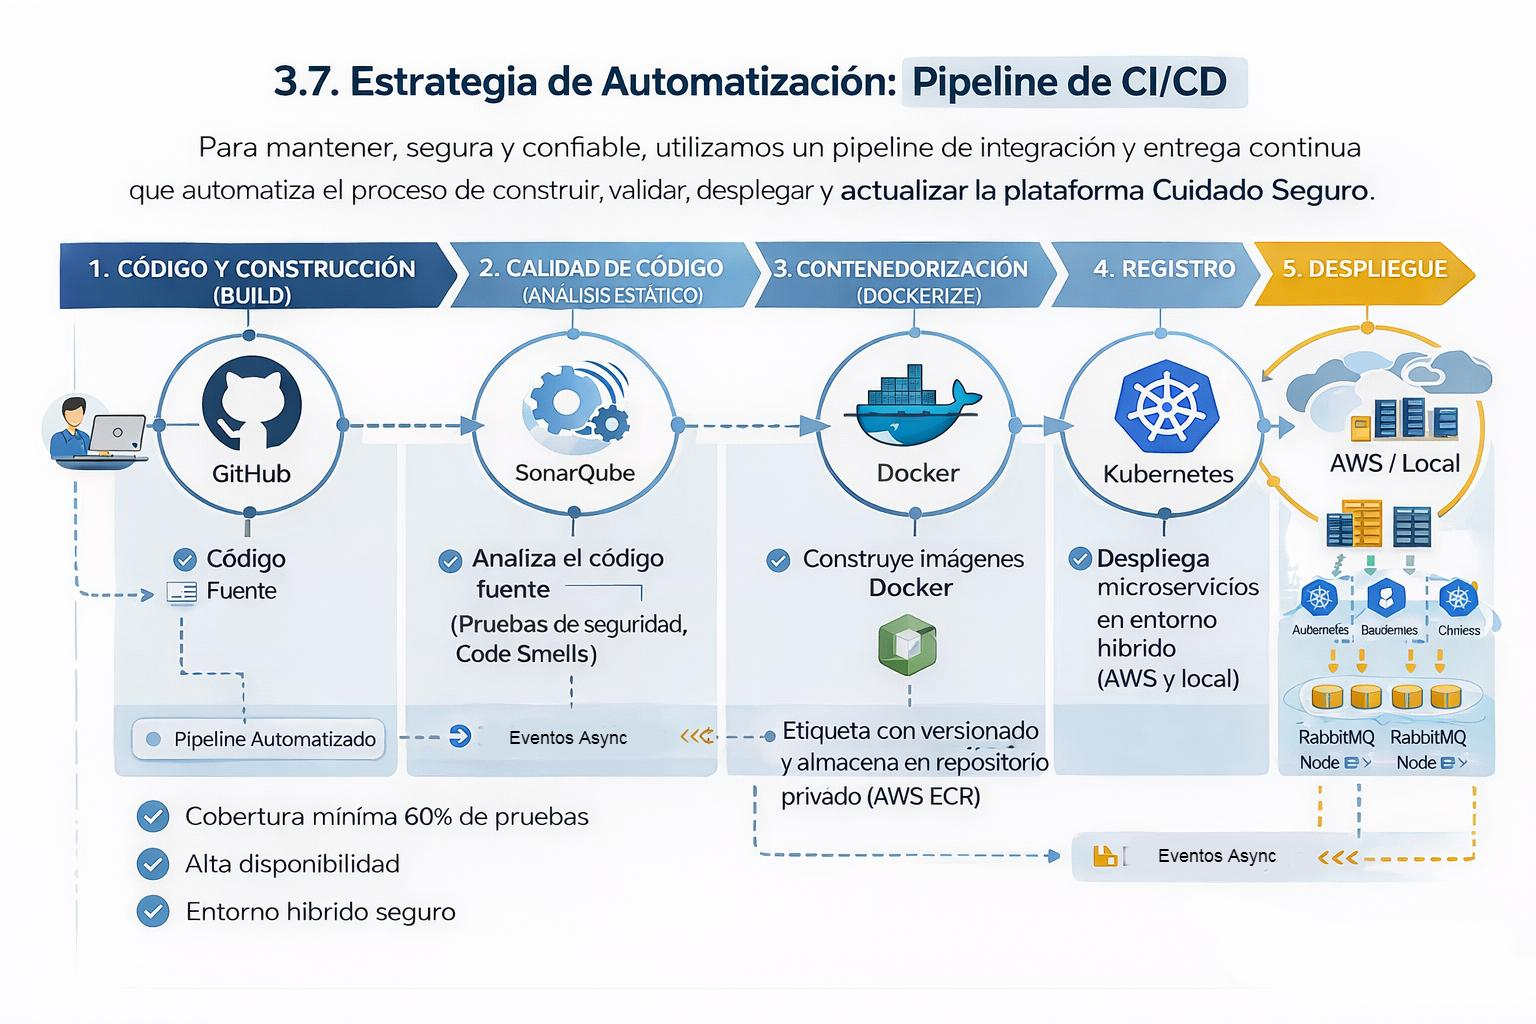 3.7. Estrategia de Automatización: Pipeline de CI/CD
Para mantener, segura y confiable, utilizamos un pipeline de integración y entrega continua
que automatiza el proceso de construir, validar, desplegar y actualizar la plataforma Cuidado Seguro.
1. CÓDIGO Y CONSTRUCCIÓN
(BUILD)
2. CALIDAD DE CÓDIGO
(ANÁLISIS ESTÁTICO)
3. CONTENEDORIZACIÓN
(DOCKERIZE)
4. REGISTRO
5. DESPLIEGUE
GitHub
SonarQube
Docker
Kubernetes
AWS / Local
Código
Fuente
Analiza el código
fuente
(Pruebas de seguridad,
Code Smells)
Construye imágenes
Docker
Despliega
microservicios
en entorno
hibrido
(AWS y local)
Aubernetes
Baudernies
Chniess
RabbitMQ
Node
RabbitMQ
Node
Pipeline Automatizado
Eventos Async
Etiqueta con versionado
y almacena en repositorio
privado (AWS ECR)
Eventos Async
Cobertura mínima 60% de pruebas
Alta disponibilidad
Entorno hibrido seguro